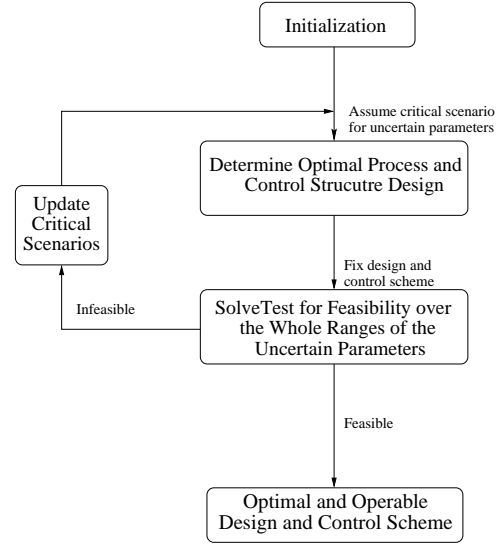 Initialization
Assume critical scenario
for uncertain parameters
Determine Optimal Process and
Control Strucutre Design
Update
Critical
Scenarios
Fix design and
control scheme
Infeasible
SolveTest for Feasibility over
the Whole Ranges of the
Uncertain Parameters
Feasible
Optimal and Operable
Design and Control Scheme